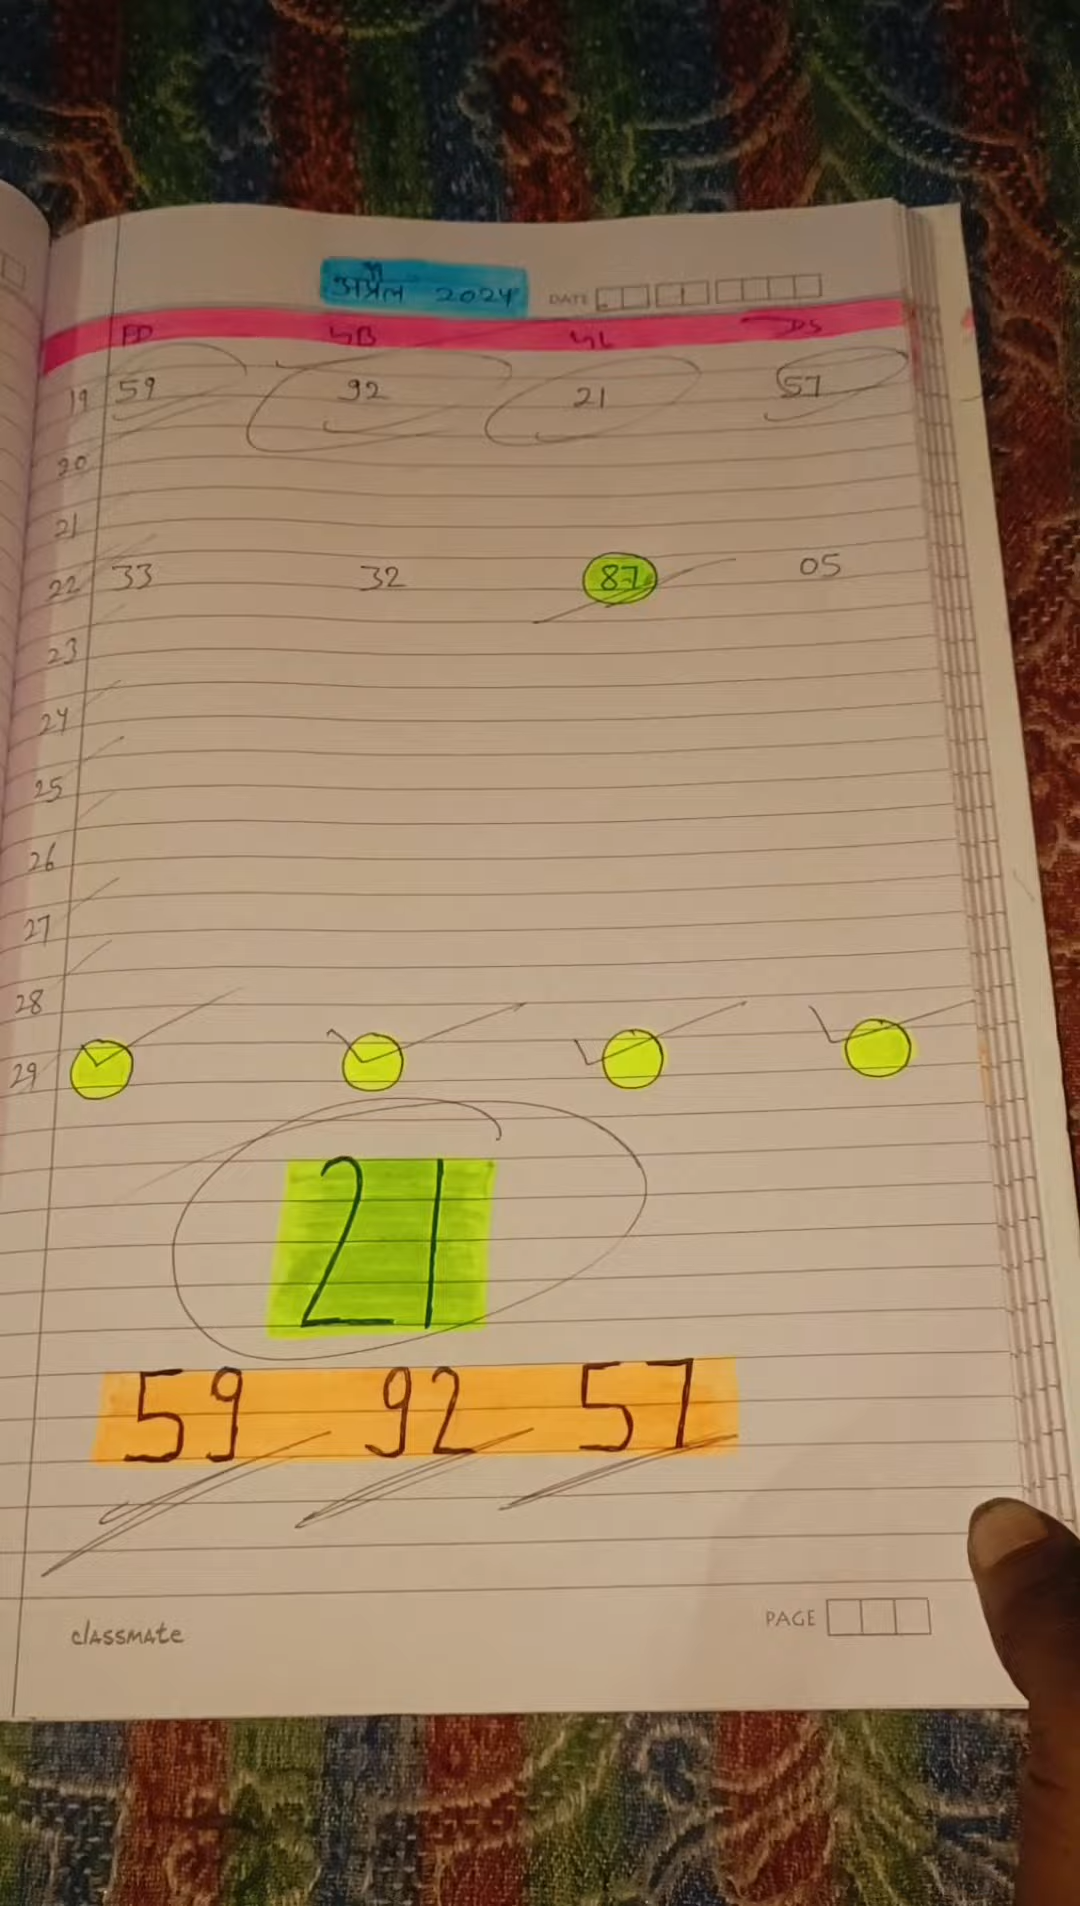 अप्रैल 2024 DATE
FD GB GL DS
19 59 92 21 57
20
21
22 33 32 87 05
23
24
25
26
27
28
29
21
59 92 57
classmate PAGE